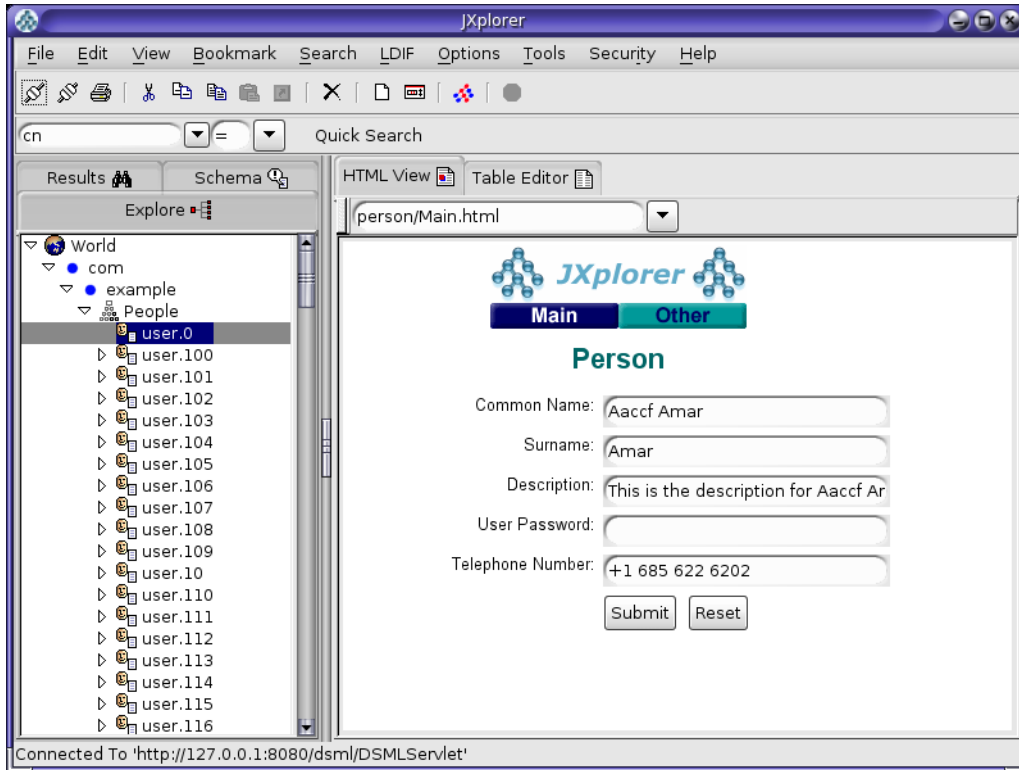 JXplorer
File Edit View Bookmark Search LDIF Options Tools Security Help
cn = Quick Search
Results Schema
Explore
HTML View Table Editor
person/Main.html
World
com
example
People
user.0
user.100
user.101
user.102
user.103
user.104
user.105
user.106
user.107
user.108
user.109
user.10
user.110
user.111
user.112
user.113
user.114
user.115
user.116
JXplorer
Main Other
Person
Common Name: Aaccf Amar
Surname: Amar
Description: This is the description for Aaccf Ar
User Password:
Telephone Number: +1 685 622 6202
Submit Reset
Connected To 'http://127.0.0.1:8080/dsml/DSMLServlet'